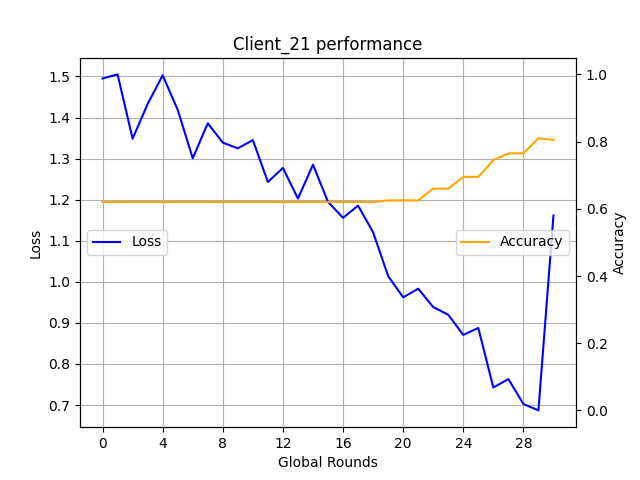 Client_21 performance
1.5
1.4
1.3
1.2
1.1
1.0
0.9
0.8
0.7
Loss
Loss
Accuracy
1.0
0.8
0.6
0.4
0.2
0.0
Accuracy
0 4 8 12 16 20 24 28
Global Rounds